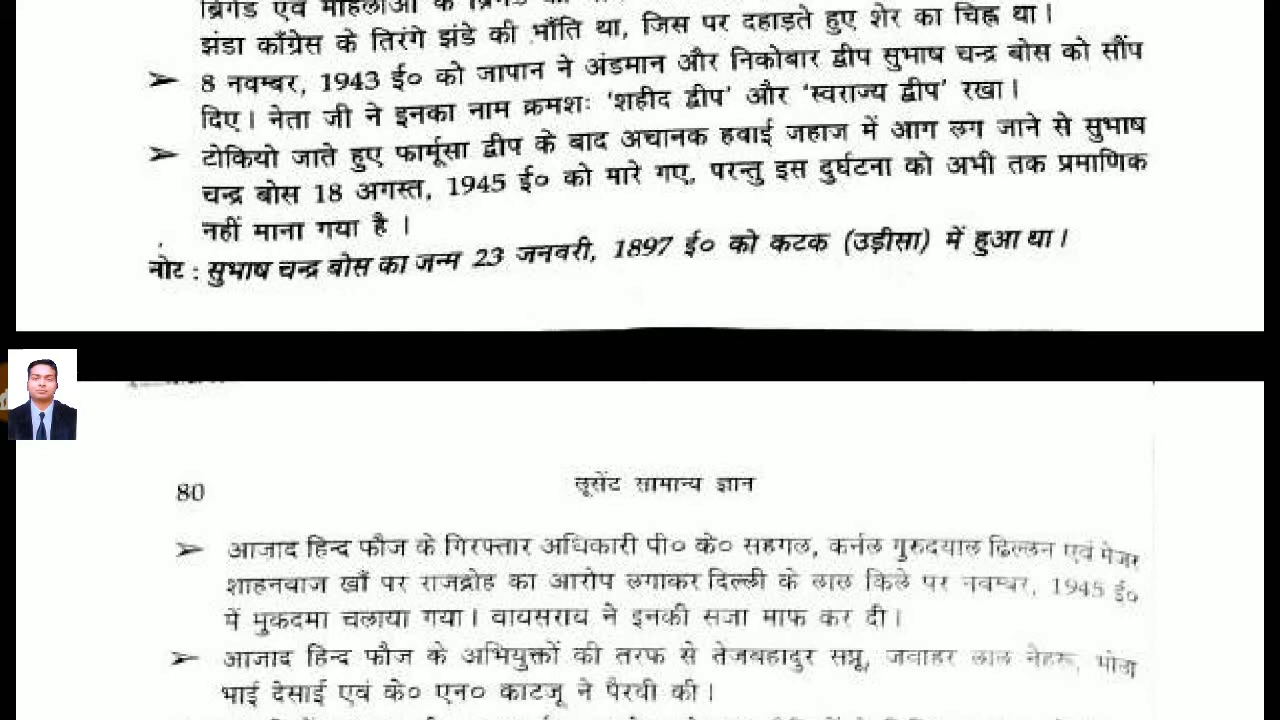 ब्रिगेड एवं महिलाओं के
झंडा काँग्रेस के तिरंगे झंडे की भाँति था, जिस पर दहाड़ते हुए शेर का चिह्न था।
➢ 8 नवम्बर, 1943 ई० को जापान ने अंडमान और निकोबार द्वीप सुभाष चन्द्र बोस को सौंप
दिए। नेता जी ने इनका नाम क्रमशः 'शहीद द्वीप' और 'स्वराज्य द्वीप' रखा।
➢ टोकियो जाते हुए फार्मूसा द्वीप के बाद अचानक हवाई जहाज में आग लग जाने से सुभाष
चन्द्र बोस 18 अगस्त, 1945 ई० को मारे गए, परन्तु इस दुर्घटना को अभी तक प्रमाणिक
नहीं माना गया है।
नोट : सुभाष चन्द्र बोस का जन्म 23 जनवरी, 1897 ई० को कटक (उड़ीसा) में हुआ था।
80 लूसेंट सामान्य ज्ञान
➢ आजाद हिन्द फौज के गिरफ्तार अधिकारी पी० के० सहगल, कर्नल गुरुदयाल ढिल्लन एवं मेजर
शाहनवाज खाँ पर राजद्रोह का आरोप लगाकर दिल्ली के लाल किले पर नवम्बर, 1945 ई०
में मुकदमा चलाया गया। वायसराय ने इनकी सजा माफ कर दी।
➢ आजाद हिन्द फौज के अभियुक्तों की तरफ से तेजबहादुर सप्रू, जवाहर लाल नेहरू, भोला
भाई देसाई एवं के० एन० काटजू ने पैरवी की।